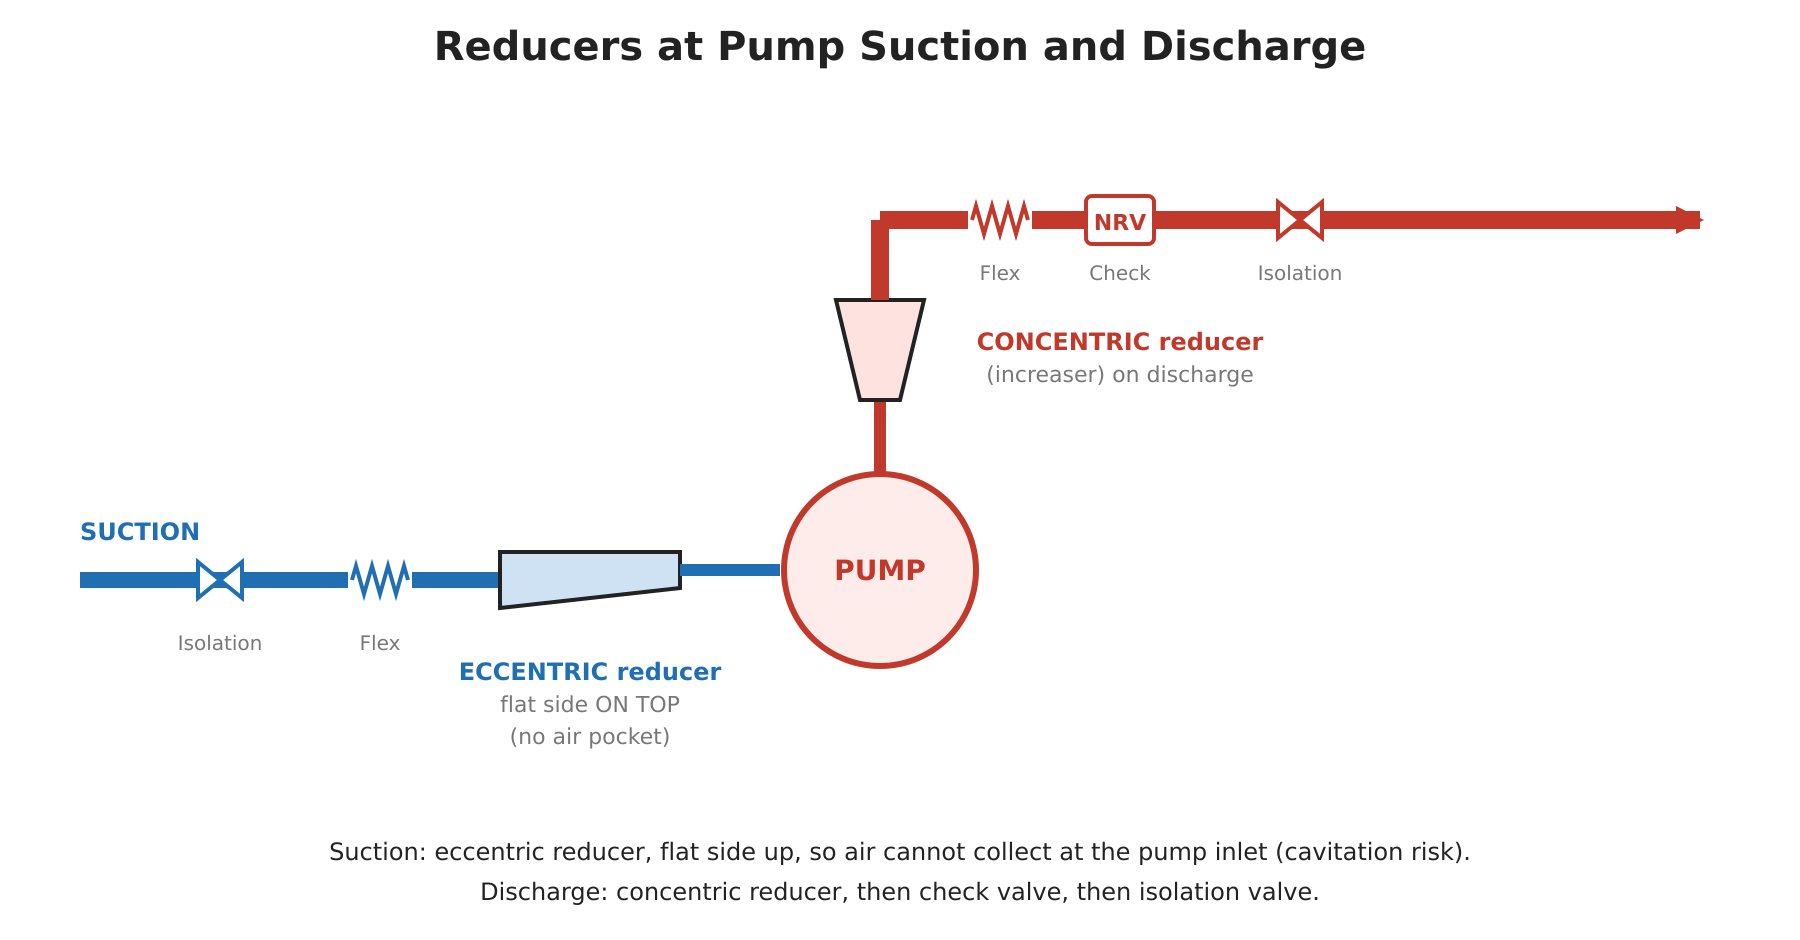 Reducers at Pump Suction and Discharge
NRV
Flex
Check
Isolation
CONCENTRIC reducer
(increaser) on discharge
SUCTION
PUMP
Isolation
Flex
ECCENTRIC reducer
flat side ON TOP
(no air pocket)
Suction: eccentric reducer, flat side up, so air cannot collect at the pump inlet (cavitation risk).
Discharge: concentric reducer, then check valve, then isolation valve.